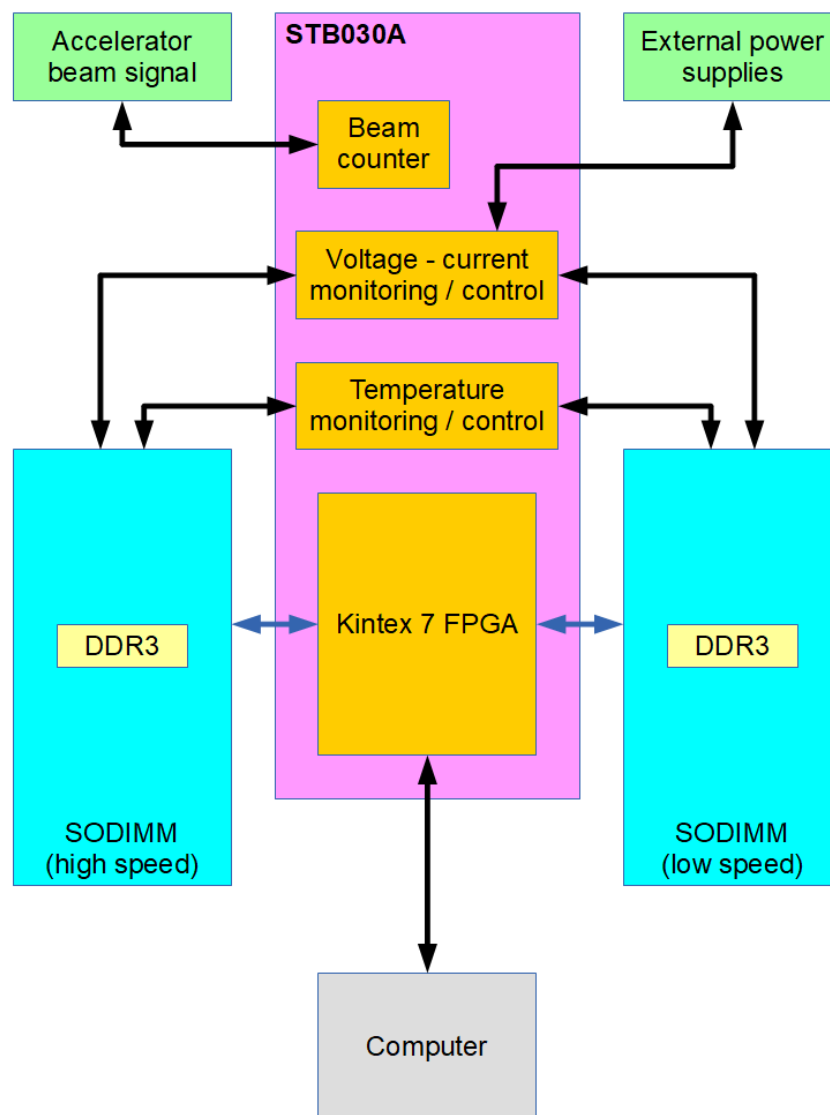 Accelerator
beam signal
STB030A
External power
supplies
Beam
counter
Voltage - current
monitoring / control
Temperature
monitoring / control
Kintex 7 FPGA
DDR3
DDR3
SODIMM
(high speed)
SODIMM
(low speed)
Computer